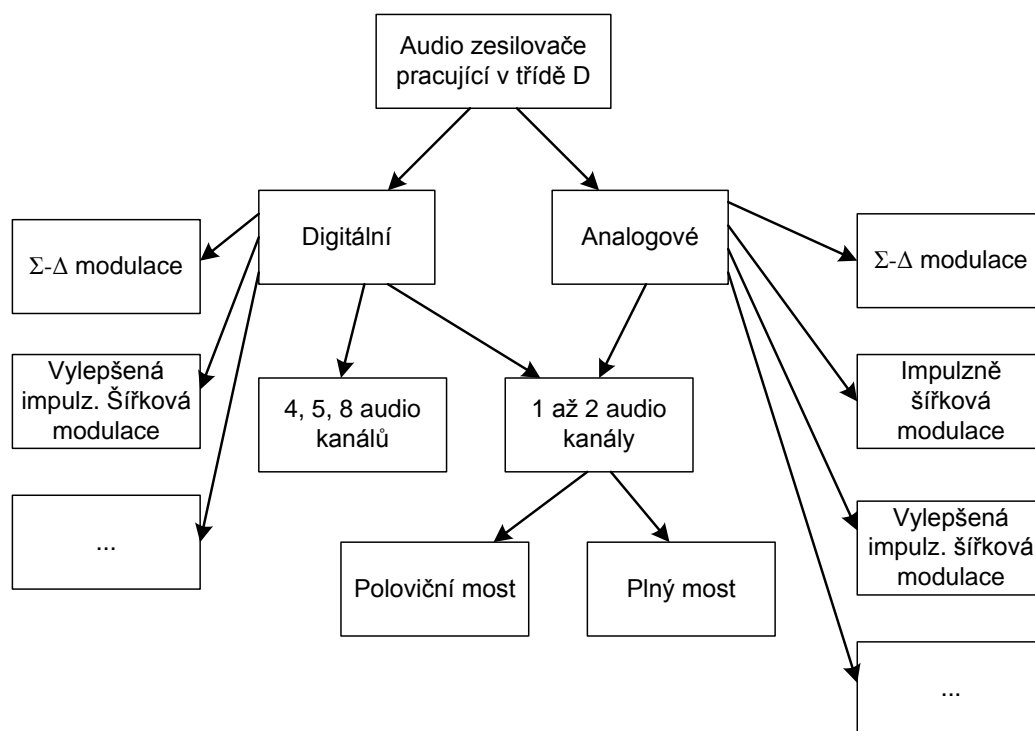 Audio zesilovače
pracující v třídě D
Digitální
Analogové
Σ-Δ modulace
Σ-Δ modulace
Vylepšená
impulz. Šířková
modulace
4, 5, 8 audio
kanálů
1 až 2 audio
kanály
Impulzně
šířková
modulace
...
Vylepšená
impulz. šířková
modulace
Poloviční most
Plný most
...